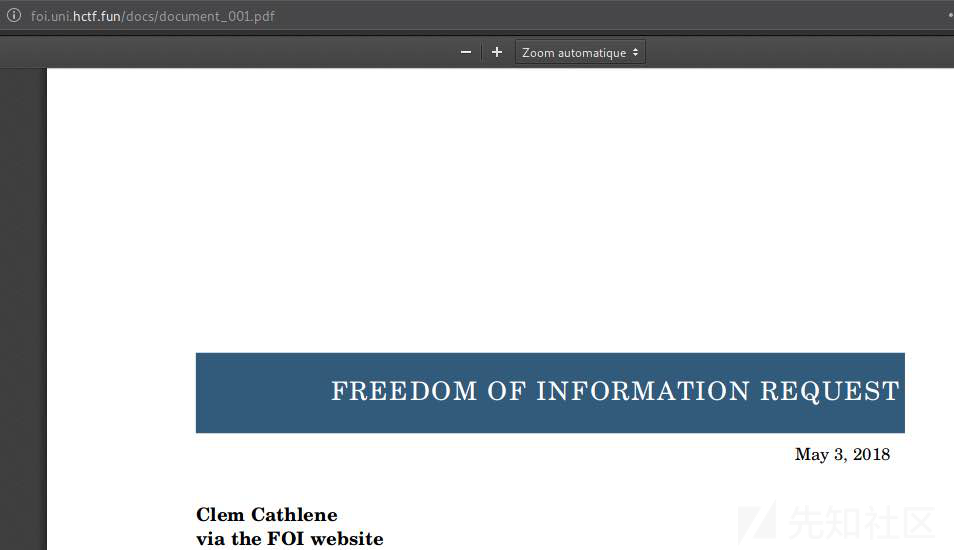 foi.uni.hctf.fun/docs/document_001.pdf
Zoom automatique
FREEDOM OF INFORMATION REQUEST
May 3, 2018
Clem Cathlene
via the FOI website
先知社区